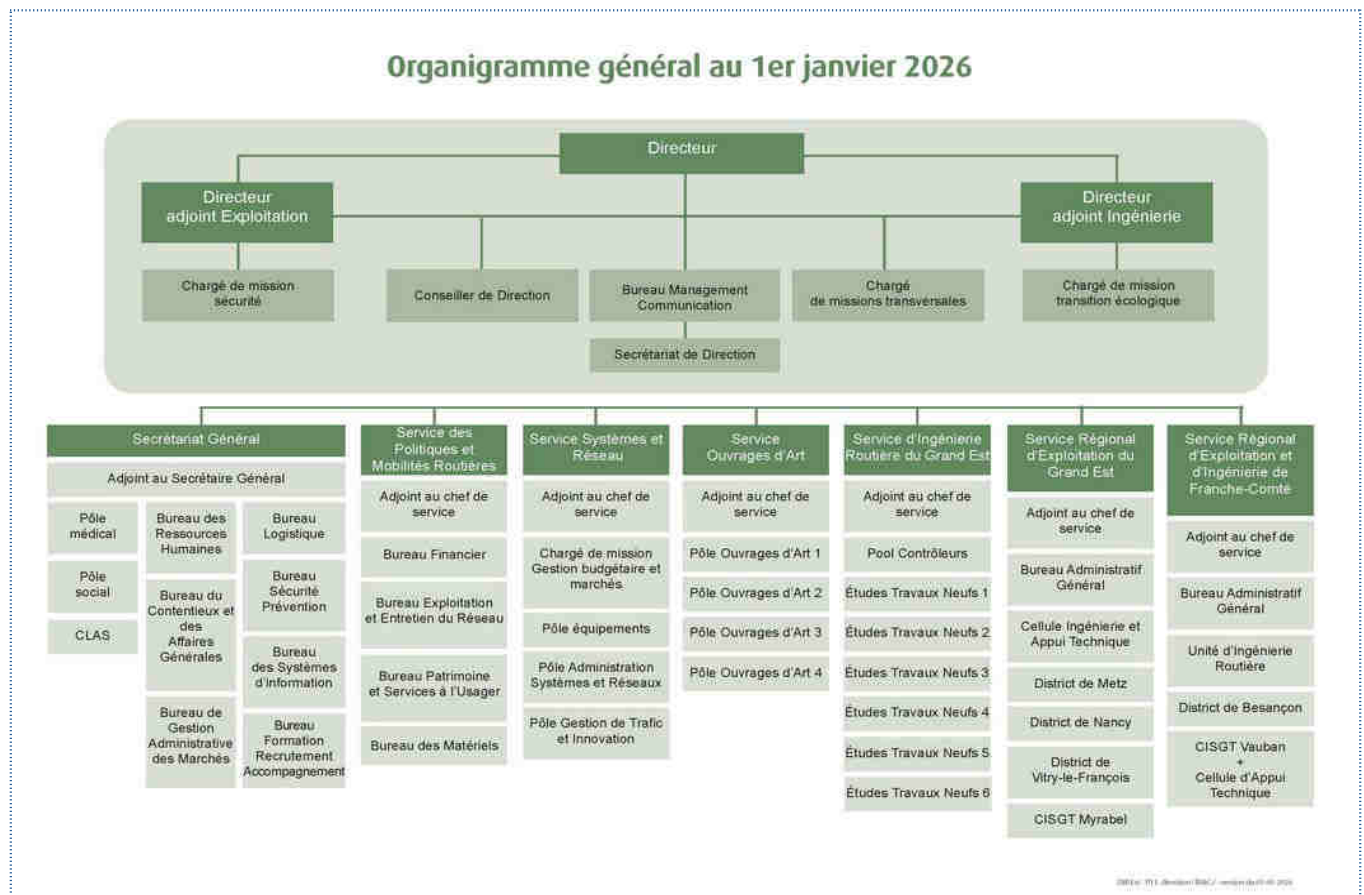 Organigramme général au 1er janvier 2026
Directeur
Directeur
adjoint Exploitation
Directeur
adjoint Ingénierie
Chargé de mission
sécurité
Conseiller de Direction
Bureau Management
Communication
Chargé
de missions transversales
Chargé de mission
transition écologique
Secrétariat de Direction
Secrétariat Général
Adjoint au Secrétaire Général
Pôle
médical
Pôle
social
CLAS
Bureau des
Ressources
Humaines
Bureau du
Contentieux et
des
Affaires
Générales
Bureau de
Gestion
Administrative
des Marchés
Bureau
Logistique
Bureau
Sécurité
Prévention
Bureau
des Systèmes
d'Information
Bureau
Formation
Recrutement
Accompagnement
Service des
Politiques et
Mobilités Routières
Adjoint au chef de
service
Bureau Financier
Bureau Exploitation
et Entretien du Réseau
Bureau Patrimoine
et Services à l'Usager
Bureau des Matériels
Service Systèmes et
Réseau
Adjoint au chef de
service
Chargé de mission
Gestion budgétaire et
marchés
Pôle équipements
Pôle Administration
Systèmes et Réseaux
Pôle Gestion de Trafic
et Innovation
Service
Ouvrages d'Art
Adjoint au chef de
service
Pôle Ouvrages d'Art 1
Pôle Ouvrages d'Art 2
Pôle Ouvrages d'Art 3
Pôle Ouvrages d'Art 4
Service d'Ingénierie
Routière du Grand Est
Adjoint au chef de
service
Pool Contrôleurs
Études Travaux Neufs 1
Études Travaux Neufs 2
Études Travaux Neufs 3
Études Travaux Neufs 4
Études Travaux Neufs 5
Études Travaux Neufs 6
Service Régional
d'Exploitation du
Grand Est
Adjoint au chef de
service
Bureau Administratif
Général
Cellule Ingénierie et
Appui Technique
District de Metz
District de Nancy
District de
Vitry-le-François
CISGT Myrabel
Service Régional
d'Exploitation et
d'Ingénierie de
Franche-Comté
Adjoint au chef de
service
Bureau Administratif
Général
Unité d'Ingénierie
Routière
District de Besançon
CISGT Vauban
+
Cellule d'Appui
Technique